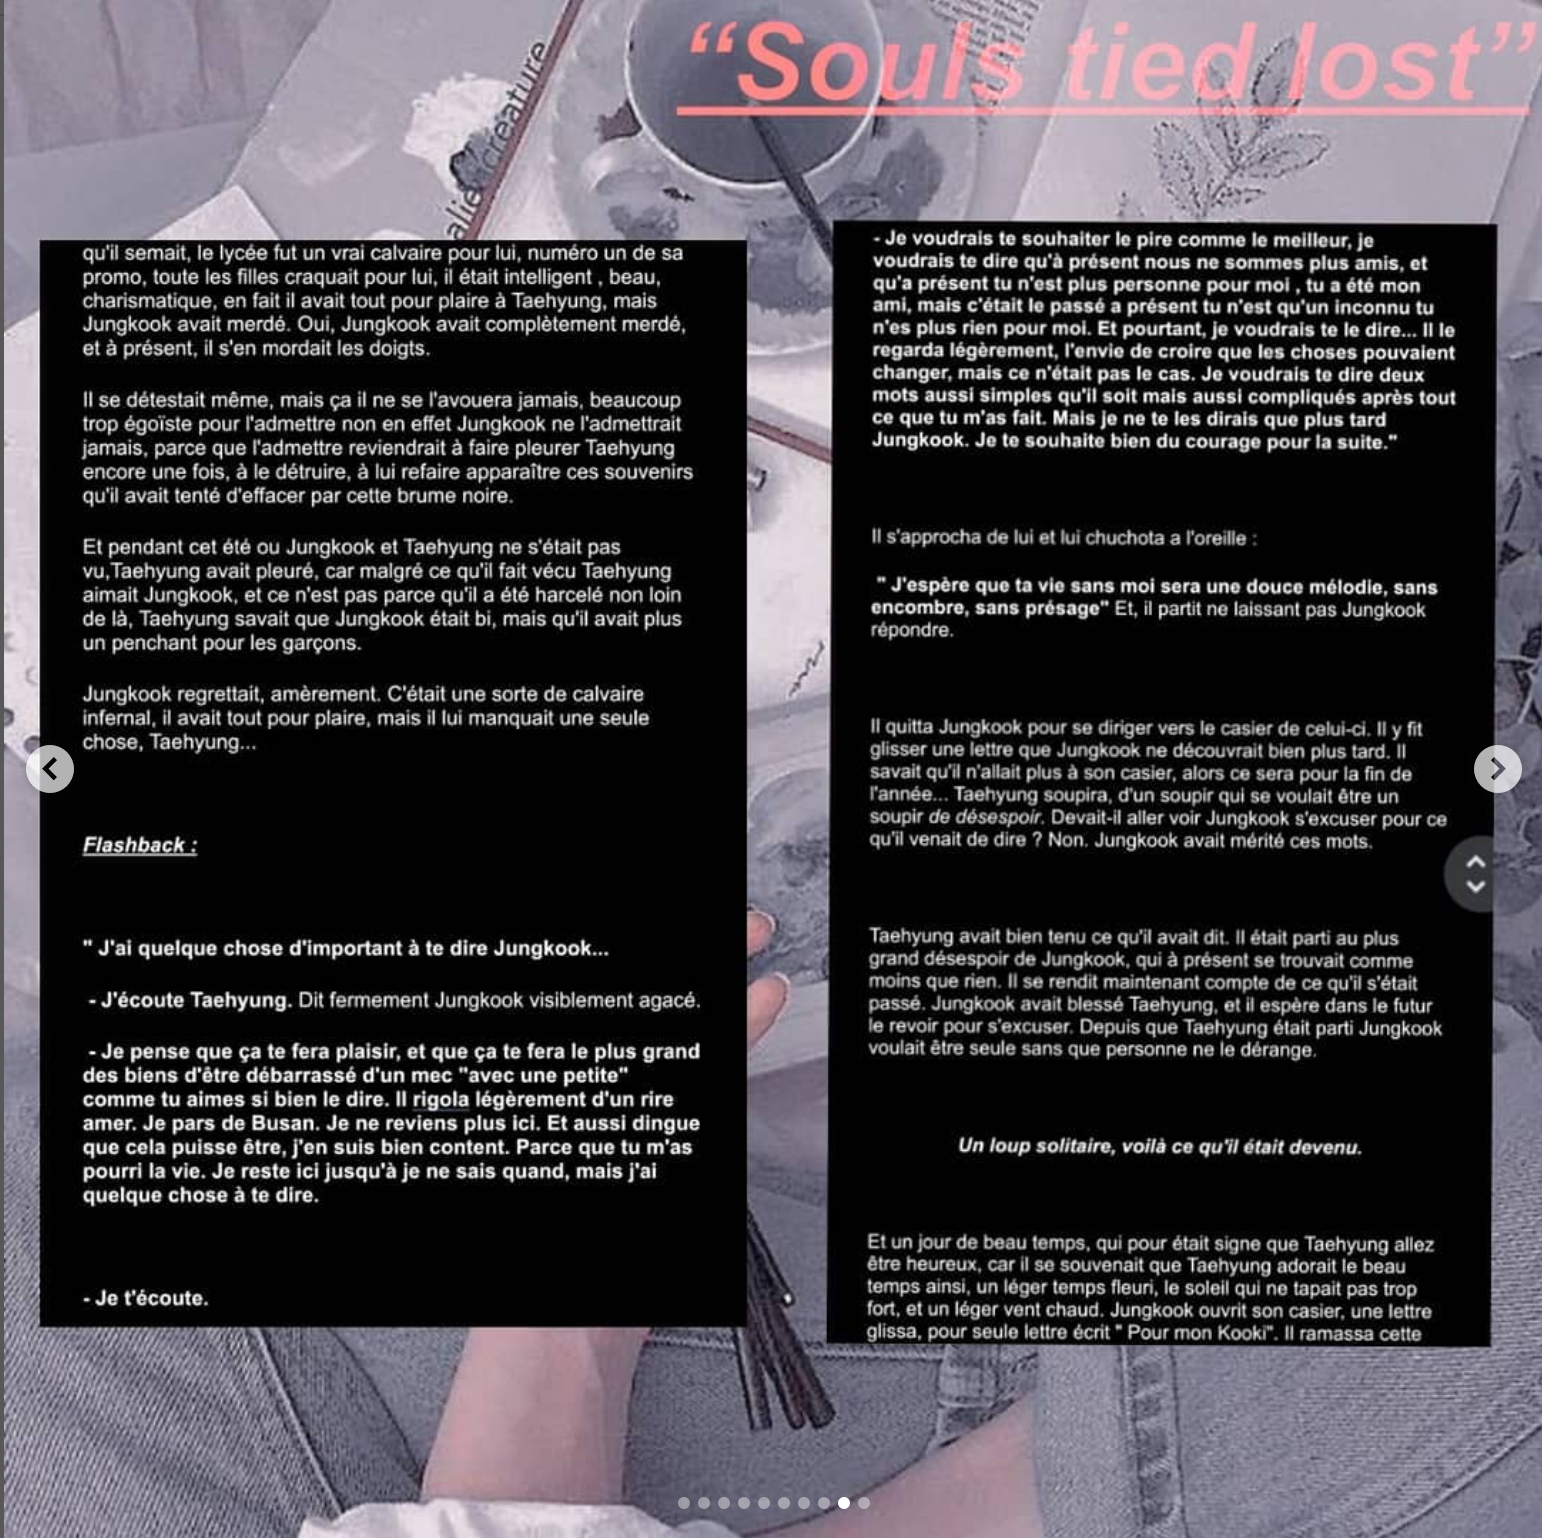 “Souls tied lost”
alie creature
qu'il semait, le lycée fut un vrai calvaire pour lui, numéro un de sa
promo, toute les filles craquait pour lui, il était intelligent , beau,
charismatique, en fait il avait tout pour plaire à Taehyung, mais
Jungkook avait merdé. Oui, Jungkook avait complètement merdé,
et à présent, il s'en mordait les doigts.
Il se détestait même, mais ça il ne se l'avouera jamais, beaucoup
trop égoïste pour l'admettre non en effet Jungkook ne l'admettrait
jamais, parce que l'admettre reviendrait à faire pleurer Taehyung
encore une fois, à le détruire, à lui refaire apparaître ces souvenirs
qu'il avait tenté d'effacer par cette brume noire.
Et pendant cet été ou Jungkook et Taehyung ne s'était pas
vu,Taehyung avait pleuré, car malgré ce qu'il fait vécu Taehyung
aimait Jungkook, et ce n'est pas parce qu'il a été harcelé non loin
de là, Taehyung savait que Jungkook était bi, mais qu'il avait plus
un penchant pour les garçons.
Jungkook regrettait, amèrement. C'était une sorte de calvaire
infernal, il avait tout pour plaire, mais il lui manquait une seule
chose, Taehyung...
Flashback :
" J'ai quelque chose d'important à te dire Jungkook...
- J'écoute Taehyung. Dit fermement Jungkook visiblement agacé.
- Je pense que ça te fera plaisir, et que ça te fera le plus grand
des biens d'être débarrassé d'un mec "avec une petite"
comme tu aimes si bien le dire. Il rigola légèrement d'un rire
amer. Je pars de Busan. Je ne reviens plus ici. Et aussi dingue
que cela puisse être, j'en suis bien content. Parce que tu m'as
pourri la vie. Je reste ici jusqu'à je ne sais quand, mais j'ai
quelque chose à te dire.
- Je t'écoute.
- Je voudrais te souhaiter le pire comme le meilleur, je
voudrais te dire qu'à présent nous ne sommes plus amis, et
qu'a présent tu n'est plus personne pour moi , tu a été mon
ami, mais c'était le passé a présent tu n'est qu'un inconnu tu
n'es plus rien pour moi. Et pourtant, je voudrais te le dire... Il le
regarda légèrement, l'envie de croire que les choses pouvaient
changer, mais ce n'était pas le cas. Je voudrais te dire deux
mots aussi simples qu'il soit mais aussi compliqués après tout
ce que tu m'as fait. Mais je ne te les dirais que plus tard
Jungkook. Je te souhaite bien du courage pour la suite."
Il s'approcha de lui et lui chuchota a l'oreille :
" J'espère que ta vie sans moi sera une douce mélodie, sans
encombre, sans présage" Et, il partit ne laissant pas Jungkook
répondre.
Il quitta Jungkook pour se diriger vers le casier de celui-ci. Il y fit
glisser une lettre que Jungkook ne découvrait bien plus tard. Il
savait qu'il n'allait plus à son casier, alors ce sera pour la fin de
l'année... Taehyung soupira, d'un soupir qui se voulait être un
soupir de désespoir. Devait-il aller voir Jungkook s'excuser pour ce
qu'il venait de dire ? Non. Jungkook avait mérité ces mots.
Taehyung avait bien tenu ce qu'il avait dit. Il était parti au plus
grand désespoir de Jungkook, qui à présent se trouvait comme
moins que rien. Il se rendit maintenant compte de ce qu'il s'était
passé. Jungkook avait blessé Taehyung, et il espère dans le futur
le revoir pour s'excuser. Depuis que Taehyung était parti Jungkook
voulait être seule sans que personne ne le dérange.
Un loup solitaire, voilà ce qu'il était devenu.
Et un jour de beau temps, qui pour était signe que Taehyung allez
être heureux, car il se souvenait que Taehyung adorait le beau
temps ainsi, un léger temps fleuri, le soleil qui ne tapait pas trop
fort, et un léger vent chaud. Jungkook ouvrit son casier, une lettre
glissa, pour seule lettre écrit " Pour mon Kooki". Il ramassa cette